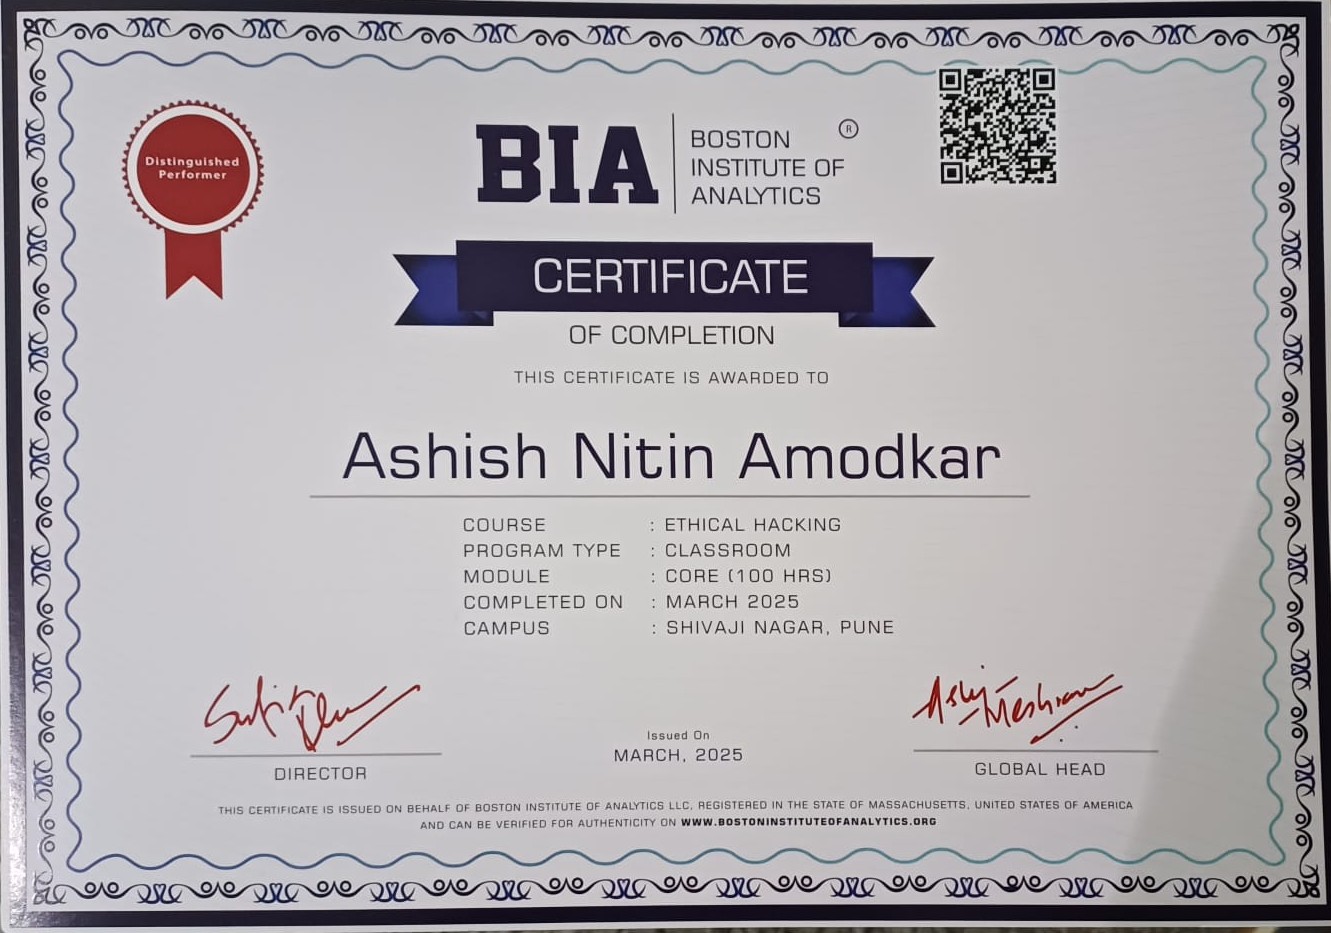 Distinguished
Performer
BIA
BOSTON
INSTITUTE OF
ANALYTICS
®
CERTIFICATE
OF COMPLETION
THIS CERTIFICATE IS AWARDED TO
Ashish Nitin Amodkar
COURSE : ETHICAL HACKING
PROGRAM TYPE : CLASSROOM
MODULE : CORE (100 HRS)
COMPLETED ON : MARCH 2025
CAMPUS : SHIVAJI NAGAR, PUNE
Issued On
MARCH, 2025
DIRECTOR
GLOBAL HEAD
THIS CERTIFICATE IS ISSUED ON BEHALF OF BOSTON INSTITUTE OF ANALYTICS LLC, REGISTERED IN THE STATE OF MASSACHUSETTS, UNITED STATES OF AMERICA
AND CAN BE VERIFIED FOR AUTHENTICITY ON WWW.BOSTONINSTITUTEOFANALYTICS.ORG